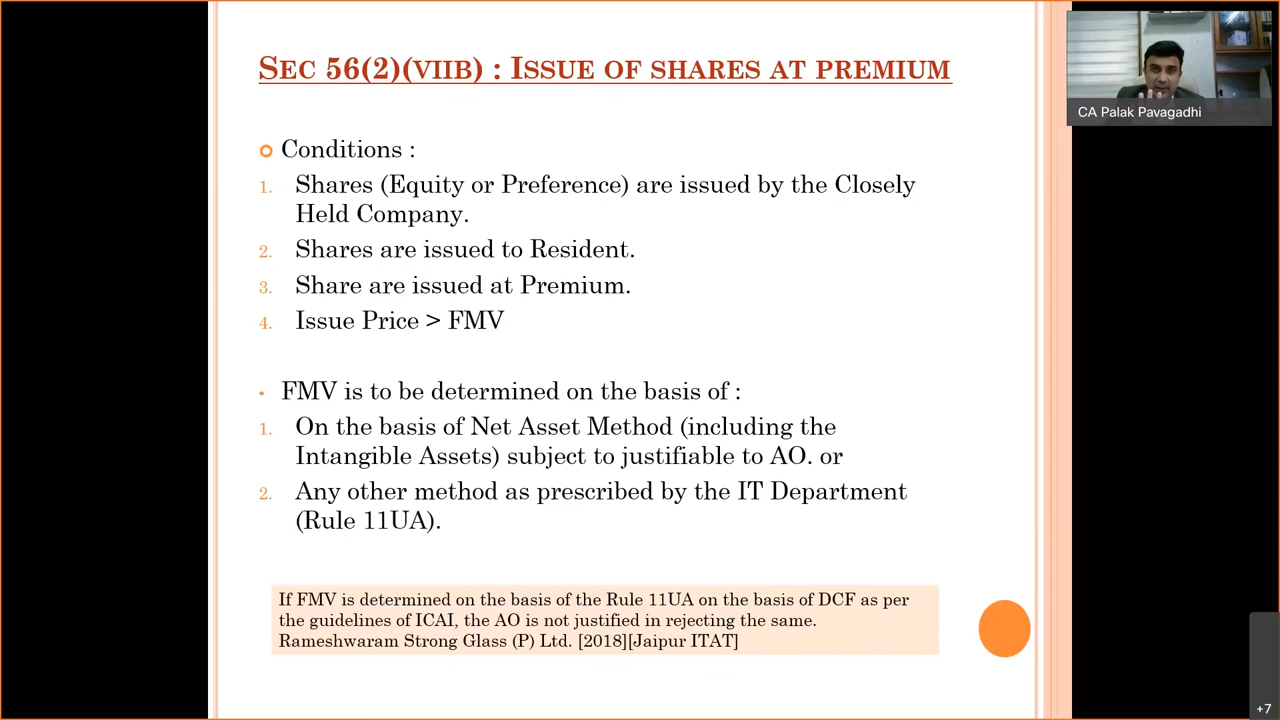 SEC 56(2)(VIIB) : ISSUE OF SHARES AT PREMIUM
CA Palak Pavagadhi
Conditions :
1. Shares (Equity or Preference) are issued by the Closely
Held Company.
2. Shares are issued to Resident.
3. Share are issued at Premium.
4. Issue Price > FMV
• FMV is to be determined on the basis of :
1. On the basis of Net Asset Method (including the
Intangible Assets) subject to justifiable to AO. or
2. Any other method as prescribed by the IT Department
(Rule 11UA).
If FMV is determined on the basis of the Rule 11UA on the basis of DCF as per
the guidelines of ICAI, the AO is not justified in rejecting the same.
Rameshwaram Strong Glass (P) Ltd. [2018][Jaipur ITAT]
+7